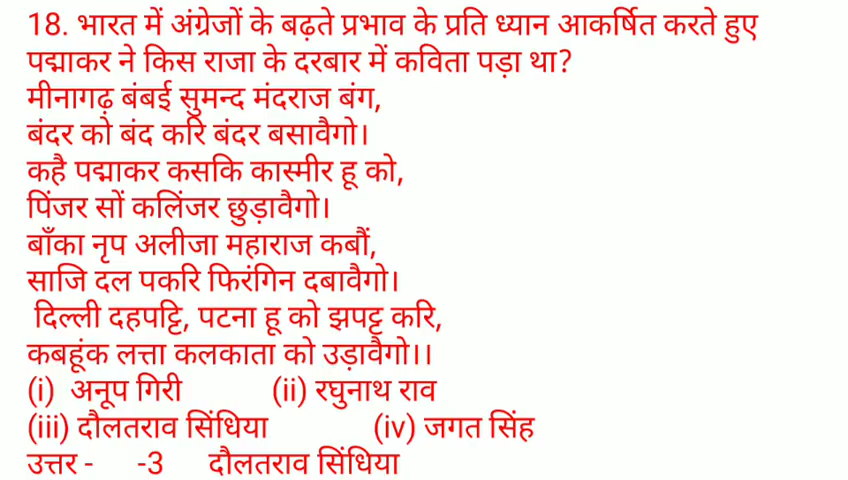 18. भारत में अंग्रेजों के बढ़ते प्रभाव के प्रति ध्यान आकर्षित करते हुए
पद्माकर ने किस राजा के दरबार में कविता पड़ा था?
मीनागढ़ बंबई सुमन्द मंदराज बंग,
बंदर को बंद करि बंदर बसावैगो।
कहै पद्माकर कसकि कास्मीर हू को,
पिंजर सों कलिंजर छुड़ावैगो।
बाँका नृप अलीजा महाराज कबौं,
साजि दल पकरि फिरंगिन दबावैगो।
दिल्ली दहपट्टि, पटना हू को झपट्ट करि,
कबहूंक लत्ता कलकाता को उड़ावैगो।।
(i) अनूप गिरी (ii) रघुनाथ राव
(iii) दौलतराव सिंधिया (iv) जगत सिंह
उत्तर - -3 दौलतराव सिंधिया